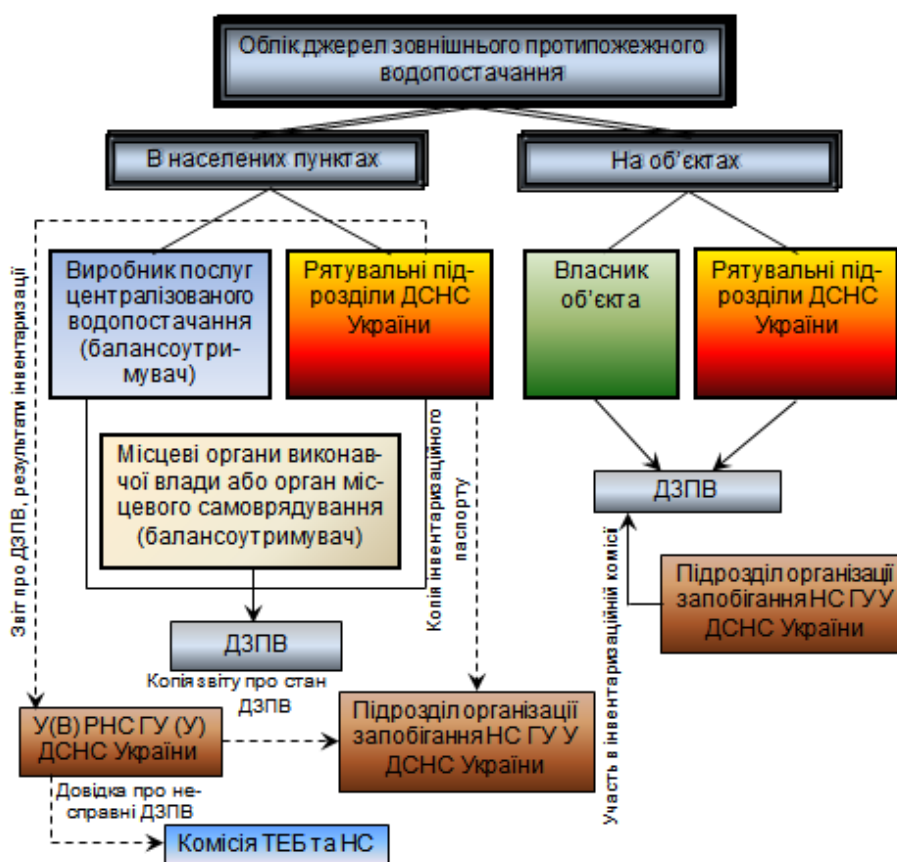 Облік джерел зовнішнього протипожежного
водопостачання
В населених пунктах
На об’єктах
Виробник послуг
централізованого
водопостачання
(балансоутри-
мувач)
Рятувальні підрозділи ДСНС
розділи ДСНС
України
Власник
об’єкта
Рятувальні під-
розділи ДСНС
України
Місцеві органи виконав-
чої влади або орган міс-
цевого самоврядування
(балансоутримувач)
ДЗПВ
Підрозділ організації
запобігання НС ГУ У
ДСНС України
Участь в інвентаризаційній комісії
Звіт про ДЗПВ, результати інвентаризації
Копія інвентаризаційного
паспорту
ДЗПВ
Копія звіту про стан
ДЗПВ
У(В) РНС ГУ (У)
ДСНС України
Підрозділ організації
запобігання НС ГУ У
ДСНС України
Довідка про не-
справні ДЗПВ
Комісія ТЕБ та НС